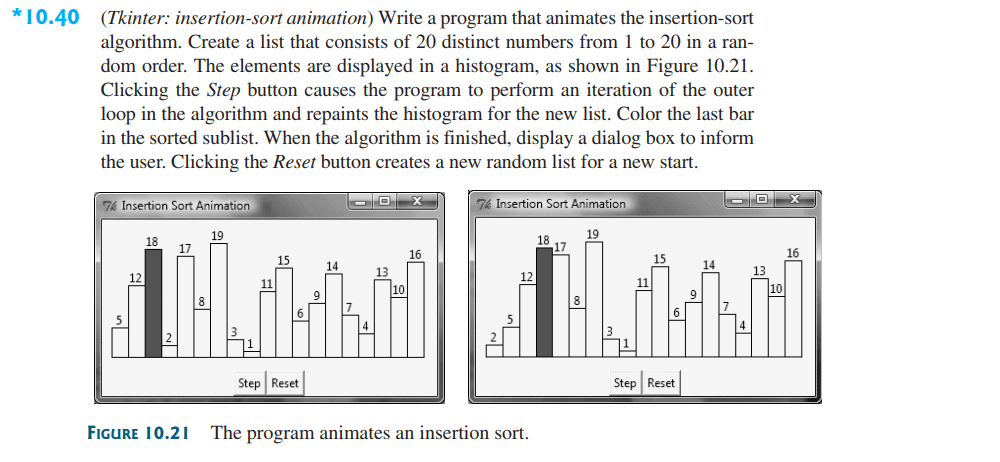 *10.40 (Tkinter: insertion-sort animation) Write a program that animates the insertion-sort
algorithm. Create a list that consists of 20 distinct numbers from 1 to 20 in a ran-
dom order. The elements are displayed in a histogram, as shown in Figure 10.21.
Clicking the Step button causes the program to perform an iteration of the outer
loop in the algorithm and repaints the histogram for the new list. Color the last bar
in the sorted sublist. When the algorithm is finished, display a dialog box to inform
the user. Clicking the Reset button creates a new random list for a new start.
Insertion Sort Animation
5 12 18 2 17 8 19 3 1 11 15 6 9 14 7 4 13 10 16
Step Reset
Insertion Sort Animation
2 5 12 18 17 8 19 3 1 11 15 6 9 14 7 4 13 10 16
Step Reset
FIGURE 10.21 The program animates an insertion sort.